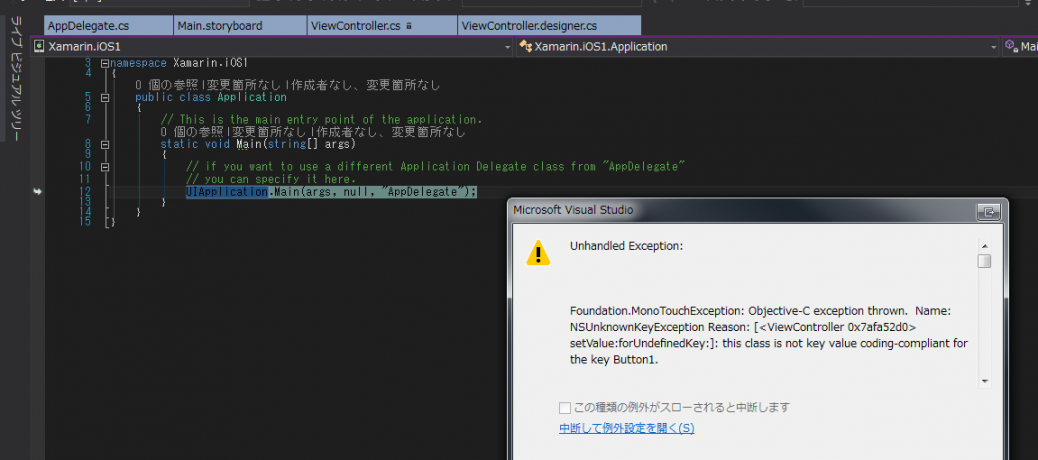 AppDelegate.cs Main.storyboard ViewController.cs ViewController.designer.cs
ライブ ビジュアル ツリー
Xamarin.iOS1 Xamarin.iOS1.Application Mai
3 namespace Xamarin.iOS1
4 {
0 個の参照 | 変更箇所なし | 作成者なし、変更箇所なし
5 public class Application
6 {
7 // This is the main entry point of the application.
0 個の参照 | 変更箇所なし | 作成者なし、変更箇所なし
8 static void Main(string[] args)
9 {
10 // if you want to use a different Application Delegate class from "AppDelegate"
11 // you can specify it here.
12 UIApplication.Main(args, null, "AppDelegate");
13 }
14 }
15 }
Microsoft Visual Studio
Unhandled Exception:
Foundation.MonoTouchException: Objective-C exception thrown. Name:
NSUnknownKeyException Reason: [<ViewController 0x7afa52d0>
setValue:forUndefinedKey:]: this class is not key value coding-compliant for
the key Button1.
この種類の例外がスローされると中断します
中断して例外設定を開く(S)